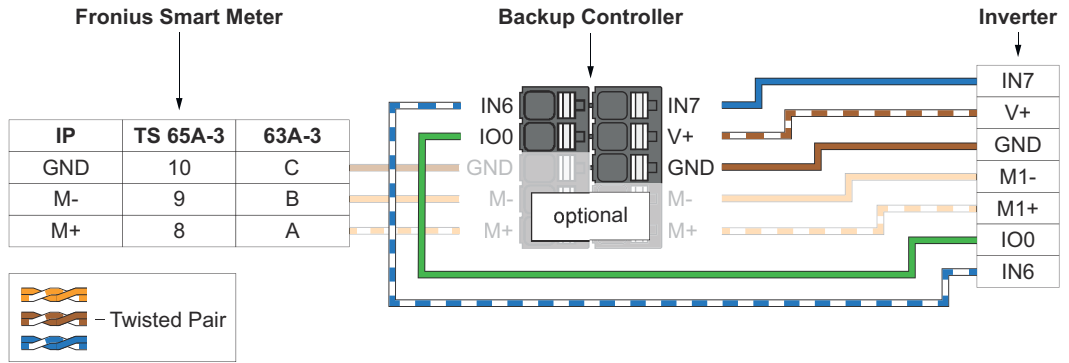 Fronius Smart Meter Backup Controller Inverter
IN6 IN7 IN7
IP TS 65A-3 63A-3 IO0 V+ V+
GND 10 C GND GND GND
M- 9 B M- M- M1-
M+ 8 A M+ M+ M1+
optional
IO0
IN6
– Twisted Pair